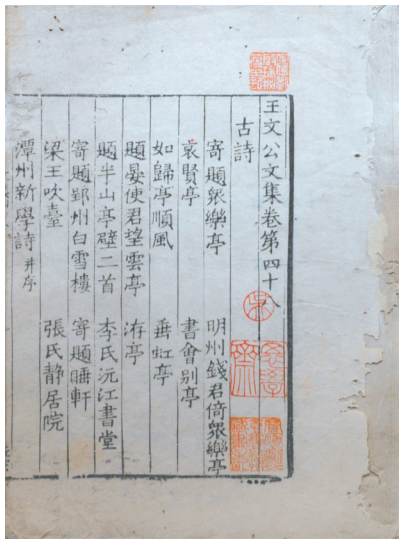 王文公文集卷第四十八
古詩
寄題衆樂亭　明州錢君倚衆樂亭
哀賢亭　書會别亭
如歸亭順風　垂虹亭
題晏使君望雲亭　洊亭
題半山亭壁二首　李氏沅江書堂
寄題郢州白雪樓　寄題睡軒
梁王吹臺　張氏静居院
潭州新學詩并序